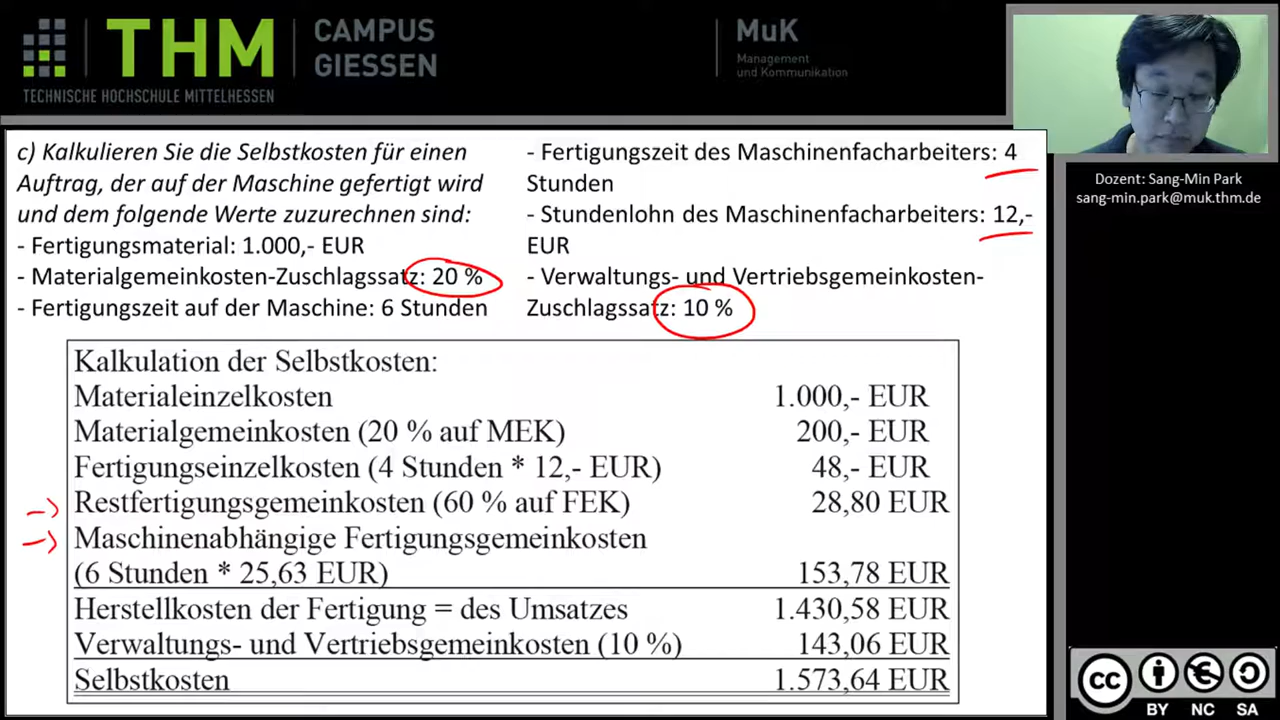 THM
CAMPUS
GIESSEN
TECHNISCHE HOCHSCHULE MITTELHESSEN
MuK
Management
und Kommunikation
c) Kalkulieren Sie die Selbstkosten für einen
Auftrag, der auf der Maschine gefertigt wird
und dem folgende Werte zuzurechnen sind:
- Fertigungsmaterial: 1.000,- EUR
- Materialgemeinkosten-Zuschlagssatz: 20 %
- Fertigungszeit auf der Maschine: 6 Stunden
- Fertigungszeit des Maschinenfacharbeiters: 4
Stunden
- Stundenlohn des Maschinenfacharbeiters: 12,-
EUR
- Verwaltungs- und Vertriebsgemeinkosten-
Zuschlagssatz: 10 %
Kalkulation der Selbstkosten:
Materialeinzelkosten 1.000,- EUR
Materialgemeinkosten (20 % auf MEK) 200,- EUR
Fertigungseinzelkosten (4 Stunden * 12,- EUR) 48,- EUR
Restfertigungsgemeinkosten (60 % auf FEK) 28,80 EUR
Maschinenabhängige Fertigungsgemeinkosten
(6 Stunden * 25,63 EUR) 153,78 EUR
Herstellkosten der Fertigung = des Umsatzes 1.430,58 EUR
Verwaltungs- und Vertriebsgemeinkosten (10 %) 143,06 EUR
Selbstkosten 1.573,64 EUR
Dozent: Sang-Min Park
sang-min.park@muk.thm.de
cc
BY NC SA